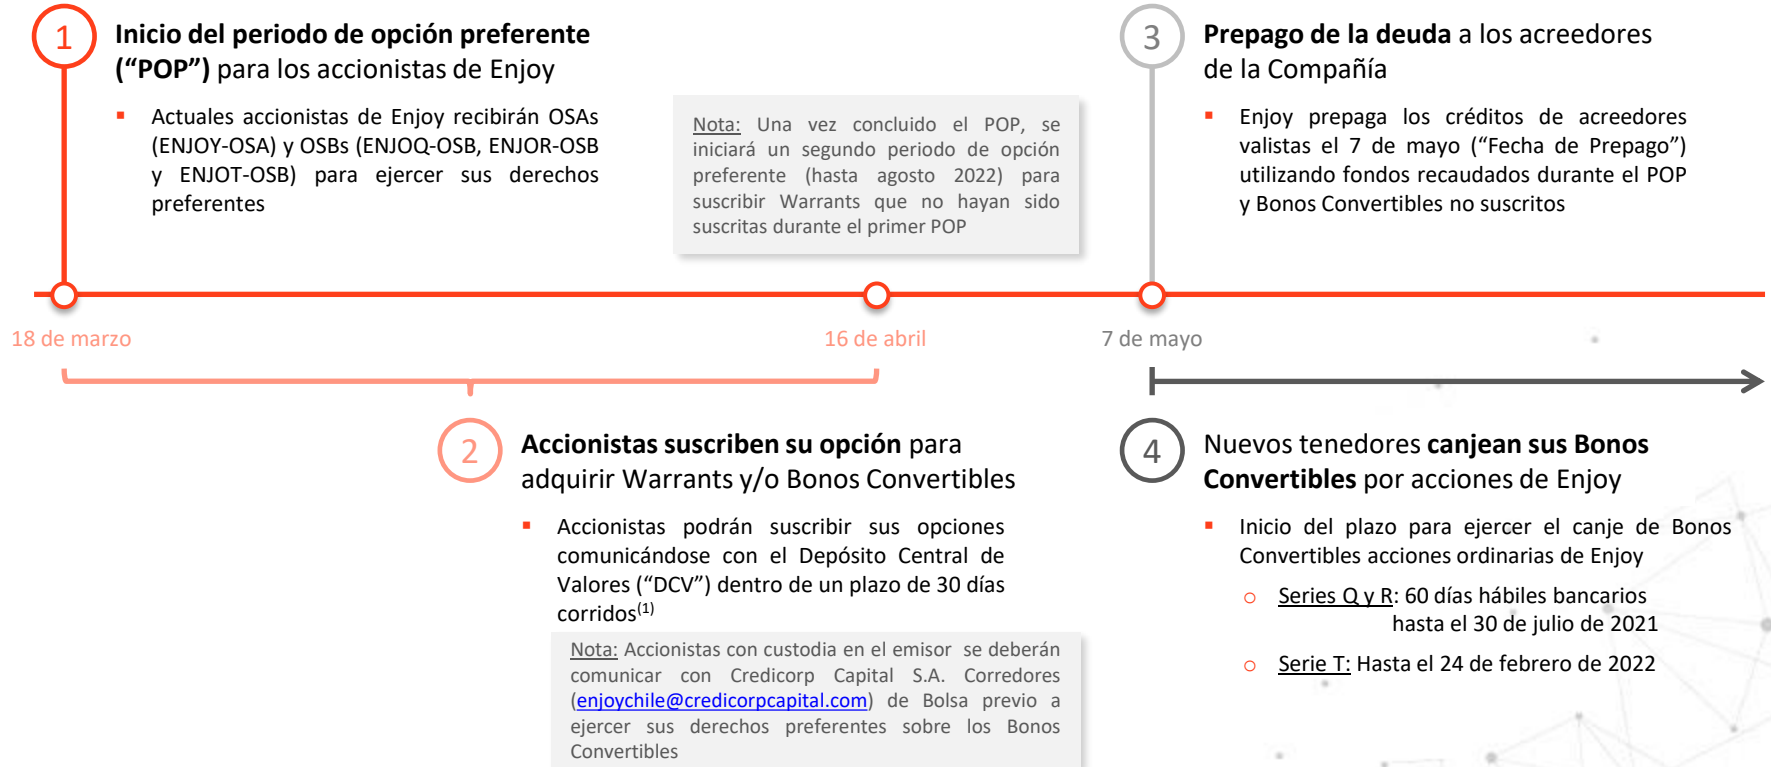 1
Inicio del periodo de opción preferente
(“POP”) para los accionistas de Enjoy
▪ Actuales accionistas de Enjoy recibirán OSAs
(ENJOY-OSA) y OSBs (ENJOQ-OSB, ENJOR-OSB
y ENJOT-OSB) para ejercer sus derechos
preferentes
Nota: Una vez concluido el POP, se
iniciará un segundo periodo de opción
preferente (hasta agosto 2022) para
suscribir Warrants que no hayan sido
suscritas durante el primer POP
3
Prepago de la deuda a los acreedores
de la Compañía
▪ Enjoy prepaga los créditos de acreedores
valistas el 7 de mayo (“Fecha de Prepago”)
utilizando fondos recaudados durante el POP
y Bonos Convertibles no suscritos
18 de marzo
16 de abril
7 de mayo
2
Accionistas suscriben su opción para
adquirir Warrants y/o Bonos Convertibles
▪ Accionistas podrán suscribir sus opciones
comunicándose con el Depósito Central de
Valores (“DCV”) dentro de un plazo de 30 días
corridos(1)
Nota: Accionistas con custodia en el emisor se deberán
comunicar con Credicorp Capital S.A. Corredores
(enjoychile@credicorpcapital.com) de Bolsa previo a
ejercer sus derechos preferentes sobre los Bonos
Convertibles
4
Nuevos tenedores canjean sus Bonos
Convertibles por acciones de Enjoy
▪ Inicio del plazo para ejercer el canje de Bonos
Convertibles acciones ordinarias de Enjoy
o Series Q y R: 60 días hábiles bancarios
hasta el 30 de julio de 2021
o Serie T: Hasta el 24 de febrero de 2022